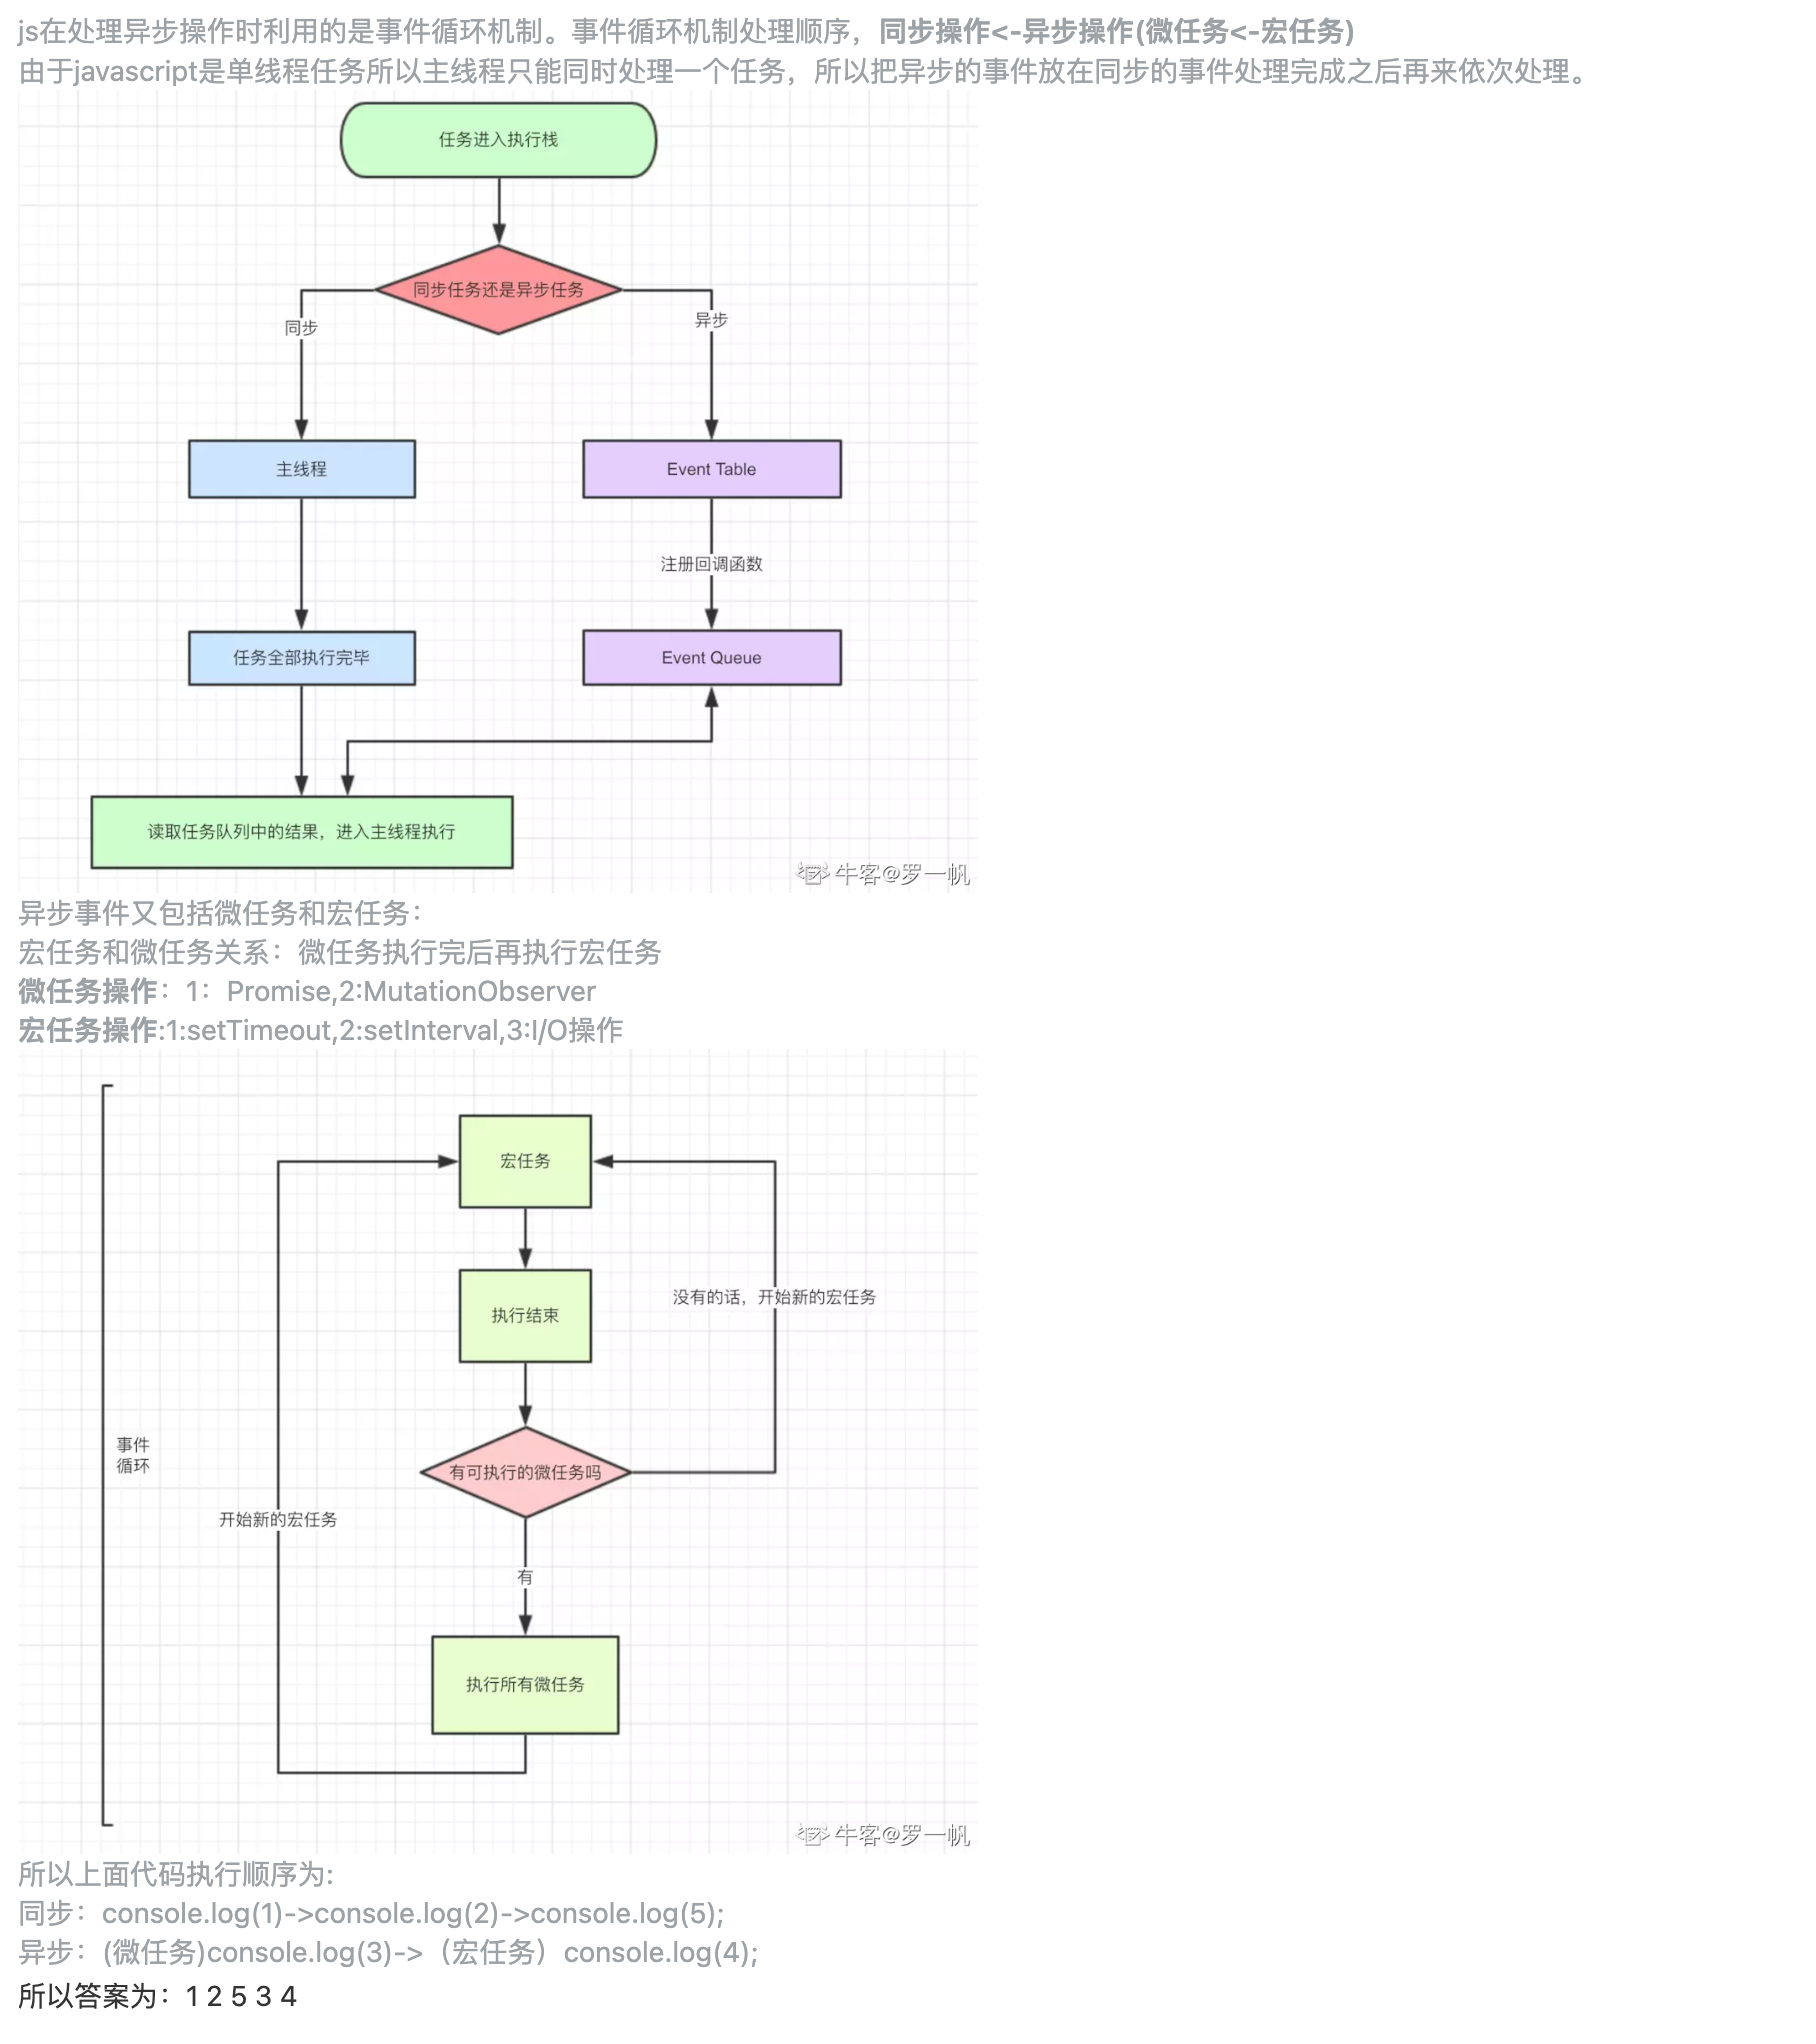 js在处理异步操作时利用的是事件循环机制。事件循环机制处理顺序，同步操作<-异步操作(微任务<-宏任务)
由于javascript是单线程任务所以主线程只能同时处理一个任务，所以把异步的事件放在同步的事件处理完成之后再来依次处理。
任务进入执行栈
同步任务还是异步任务
同步
异步
主线程
Event Table
注册回调函数
任务全部执行完毕
Event Queue
读取任务队列中的结果，进入主线程执行
牛客@罗一帆
异步事件又包括微任务和宏任务：
宏任务和微任务关系：微任务执行完后再执行宏任务
微任务操作：1：Promise,2:MutationObserver
宏任务操作:1:setTimeout,2:setInterval,3:I/O操作
宏任务
执行结束
没有的话，开始新的宏任务
事件
循环
有可执行的微任务吗
开始新的宏任务
有
执行所有微任务
牛客@罗一帆
所以上面代码执行顺序为:
同步：console.log(1)->console.log(2)->console.log(5);
异步：(微任务)console.log(3)->（宏任务）console.log(4);
所以答案为：1 2 5 3 4